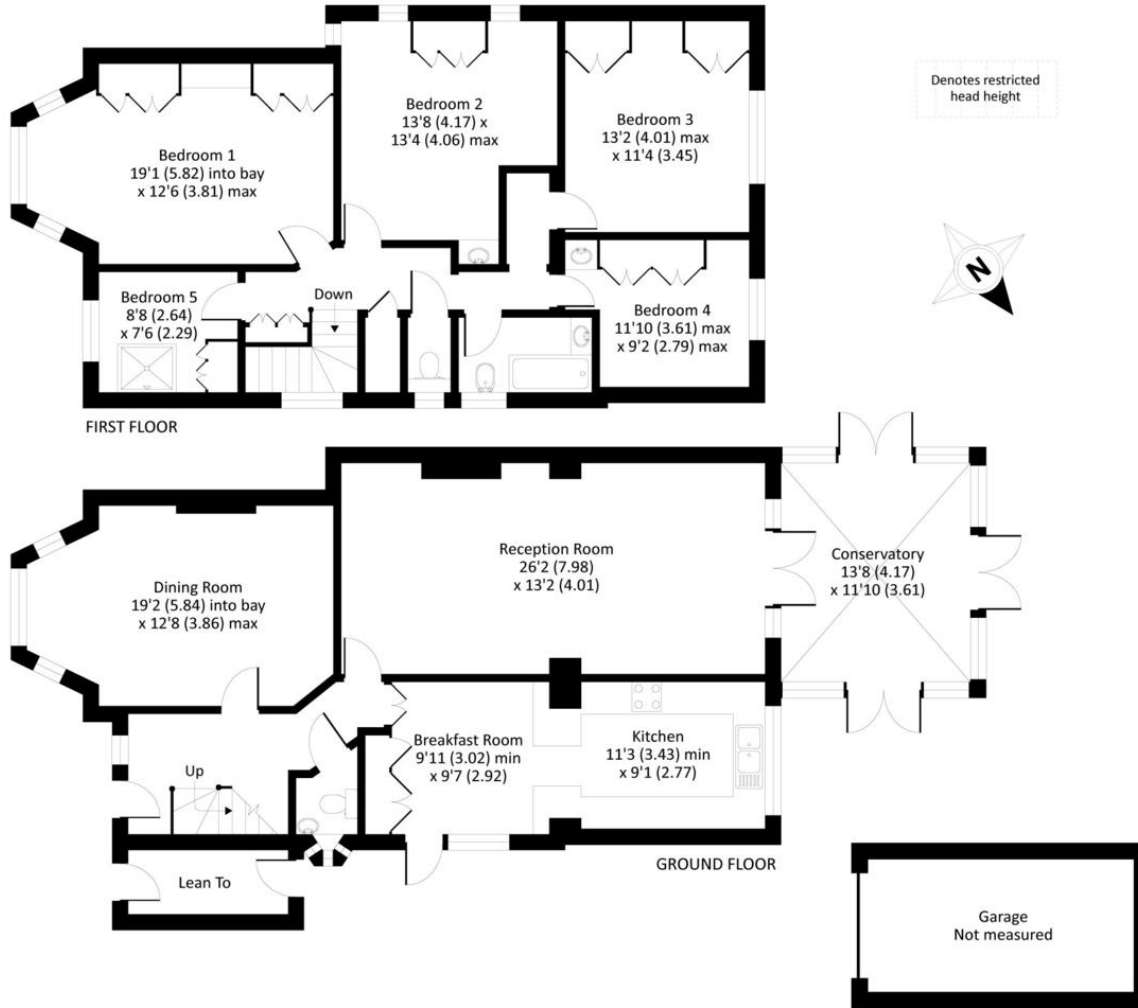 Denotes restricted
head height
Bedroom 1
19'1 (5.82) into bay
x 12'6 (3.81) max
Bedroom 2
13'8 (4.17) x
13'4 (4.06) max
Bedroom 3
13'2 (4.01) max
x 11'4 (3.45)
N
Bedroom 5
8'8 (2.64)
x 7'6 (2.29)
Down
Bedroom 4
11'10 (3.61) max
x 9'2 (2.79) max
FIRST FLOOR
Dining Room
19'2 (5.84) into bay
x 12'8 (3.86) max
Reception Room
26'2 (7.98)
x 13'2 (4.01)
Conservatory
13'8 (4.17)
x 11'10 (3.61)
Up
Breakfast Room
9'11 (3.02) min
x 9'7 (2.92)
Kitchen
11'3 (3.43) min
x 9'1 (2.77)
GROUND FLOOR
Lean To
Garage
Not measured